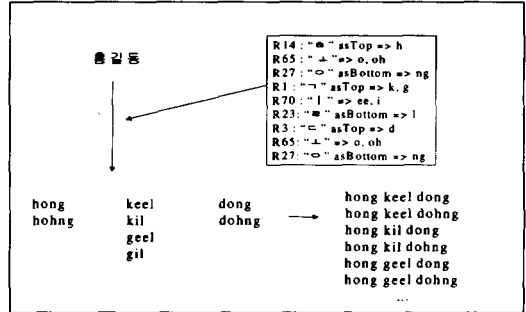 홍길동
R14 : "ㅎ" asTop => h
R65: "ㅗ"=> o, oh
R27: "ㅇ" asBottom => ng
R1 : "ㄱ" asTop => k, g
R70: "ㅣ" => ee, i
R23: "ㄹ" asBottom => l
R3 : "ㄷ" asTop => d
R65: "ㅗ" => o, oh
R27: "ㅇ" asBottom => ng
hong keel dong
hohng kil dohng
geel
gil
hong keel dong
hong keel dohng
hong kil dong
hong kil dohng
hong geel dong
hong geel dohng
...